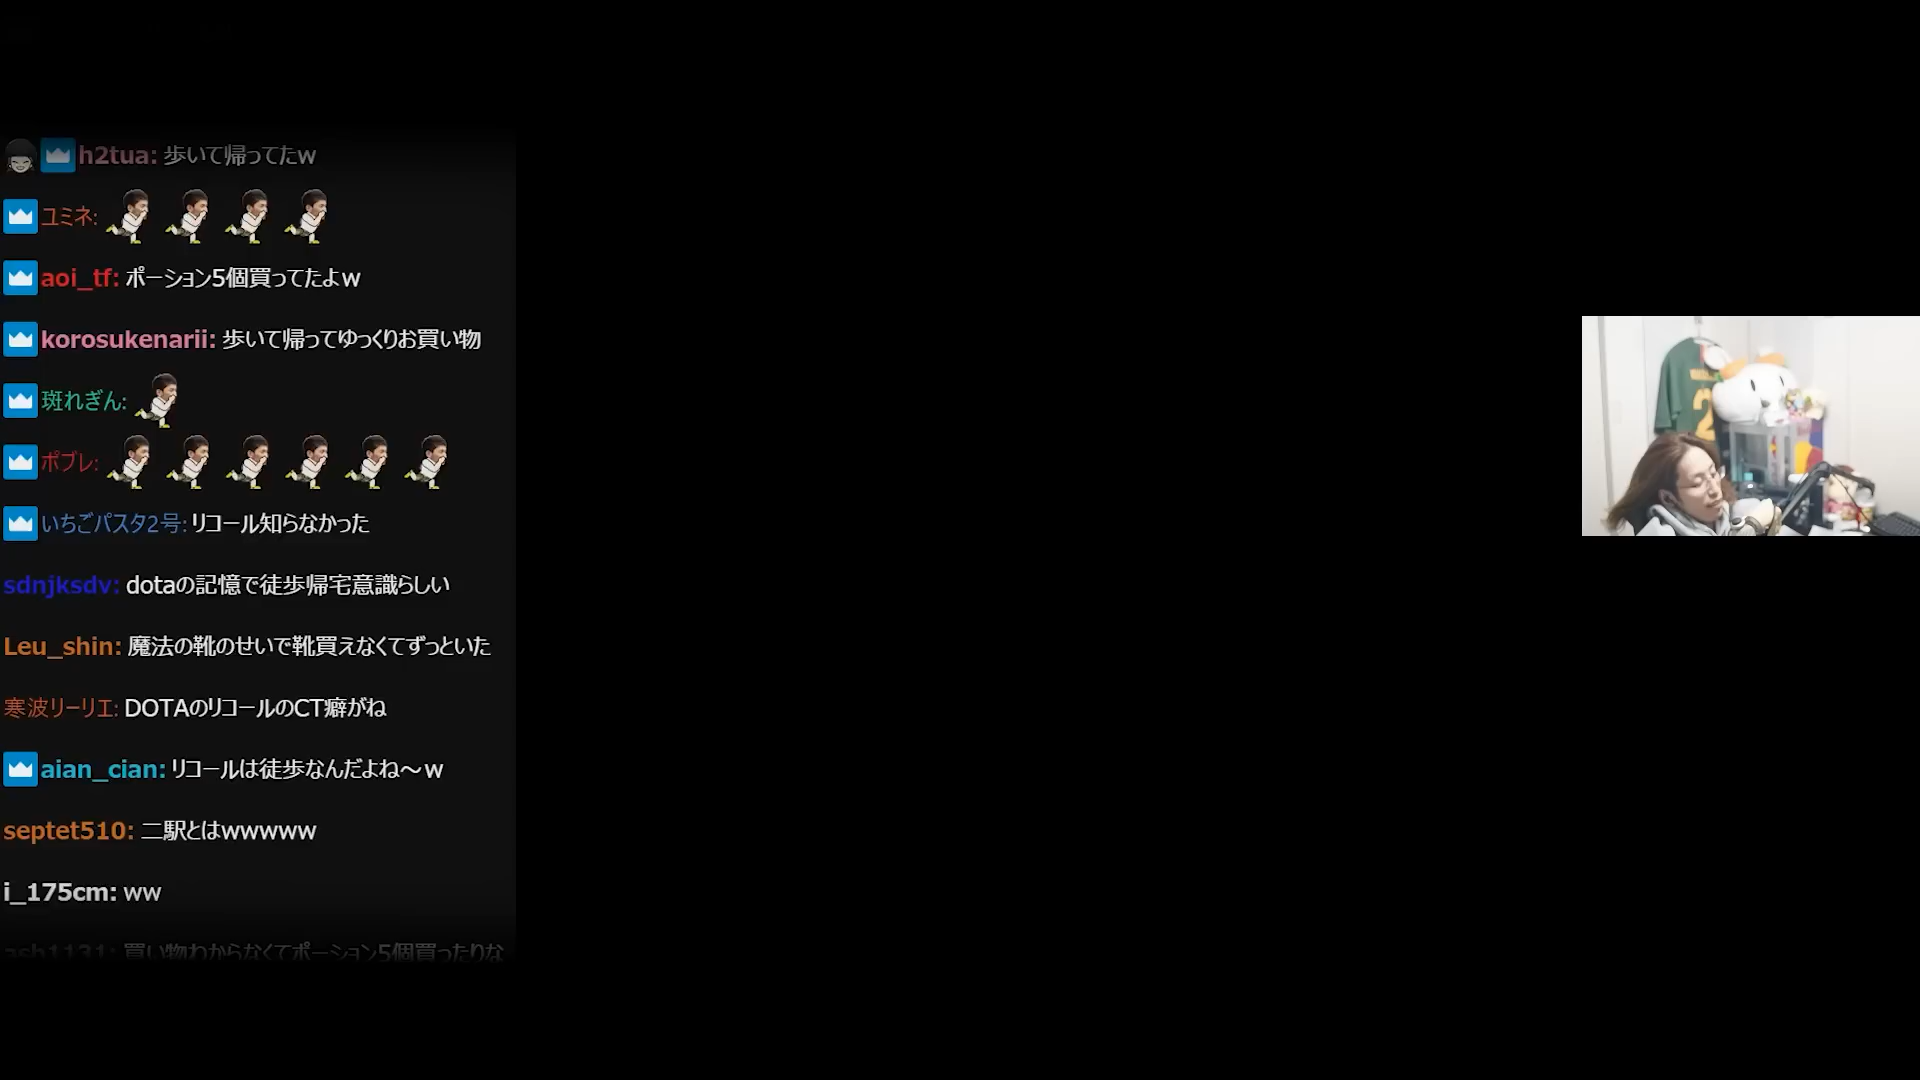 h2tua: 歩いて帰ってたw
ユミネ:
aoi_tf: ポーション5個買ってたよw
korosukenarii: 歩いて帰ってゆっくりお買い物
斑れぎん:
ポブレ:
いちごパスタ2号: リコール知らなかった
sdnjksdv: dotaの記憶で徒歩帰宅意識らしい
Leu_shin: 魔法の靴のせいで靴買えなくてずっといた
寒波リーリエ: DOTAのリコールのCT癖がね
aian_cian: リコールは徒歩なんだよね～w
septet510: 二駅とはwwwww
i_175cm: ww
ash1131: 買い物わからなくてポーション5個買ったりな
2